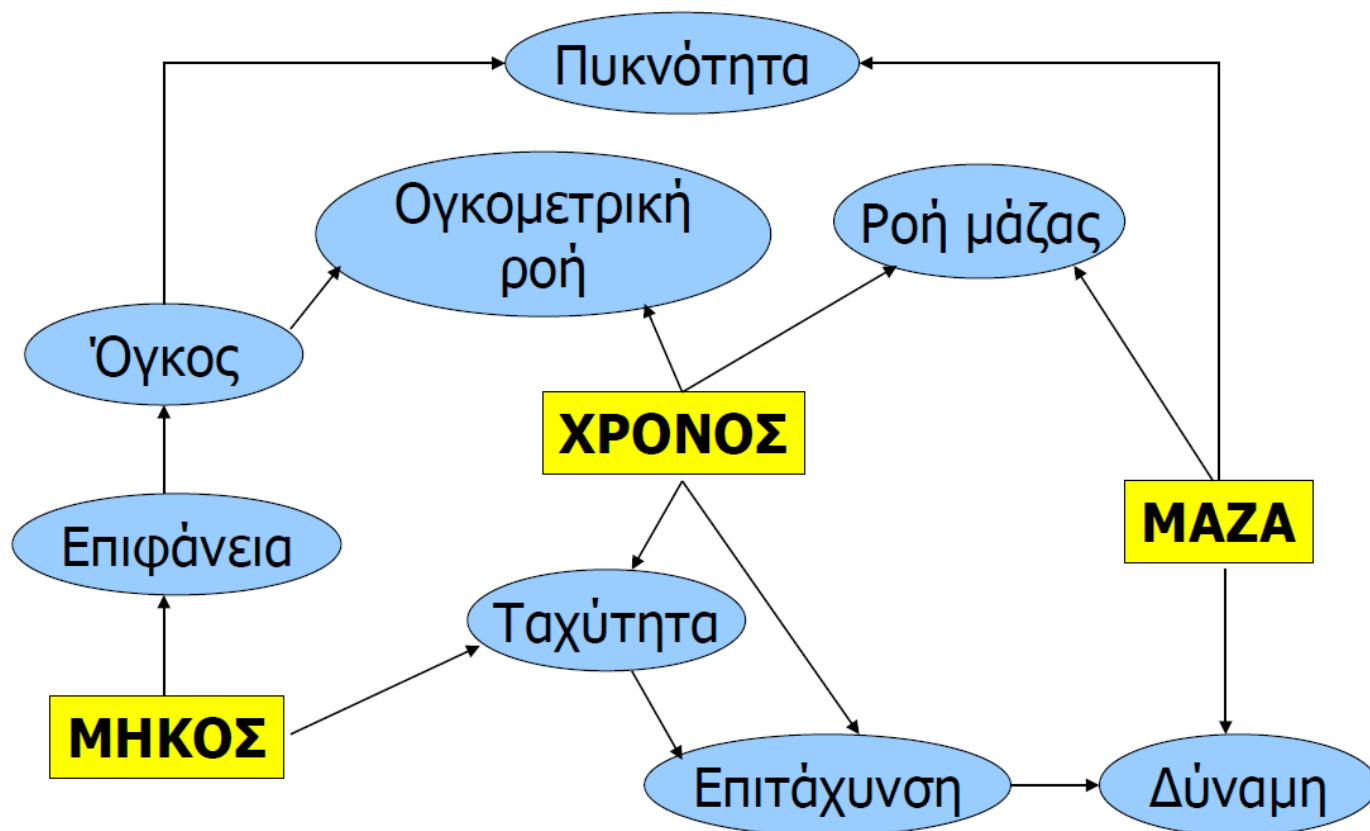 Πυκνότητα
Ογκομετρική
ροή
Ροή μάζας
Όγκος
ΧΡΟΝΟΣ
ΜΑΖΑ
Επιφάνεια
Ταχύτητα
ΜΗΚΟΣ
Επιτάχυνση
Δύναμη